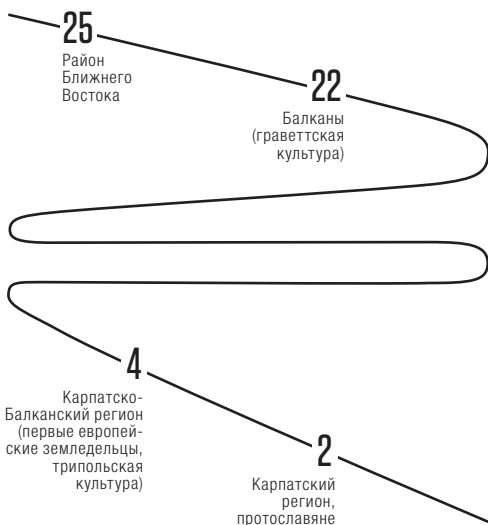 25
Район
Ближнего
Востока
22
Балканы
(граветтская
культура)
4
Карпатско-
Балканский регион
(первые европей-
ские земледельцы,
трипольская
культура)
2
Карпатский
регион,
протославяне